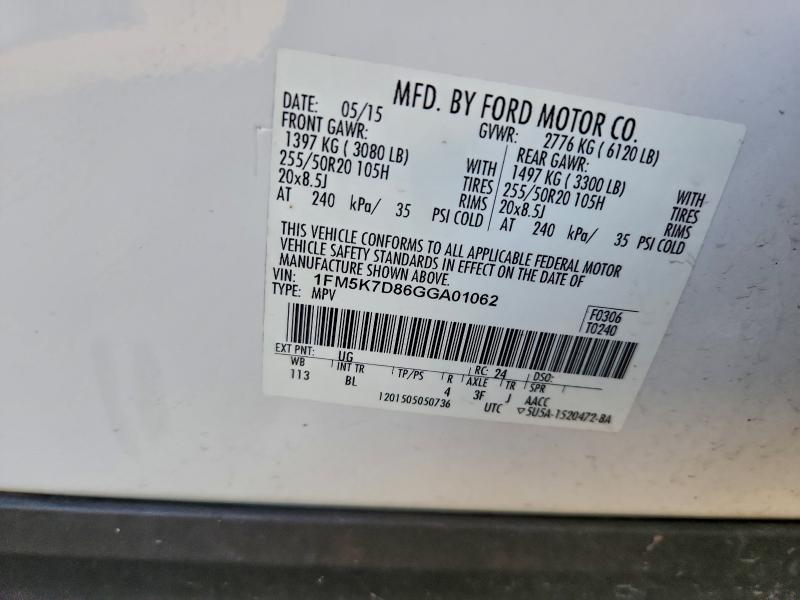 MFD. BY FORD MOTOR CO.
DATE: 05/15 GVWR: 2776 KG ( 6120 LB)
FRONT GAWR: REAR GAWR:
1397 KG ( 3080 LB) WITH 1497 KG ( 3300 LB) WITH
255/50R20 105H TIRES 255/50R20 105H TIRES
20x8.5J RIMS 20x8.5J RIMS
AT 240 kPa/ 35 PSI COLD AT 240 kPa/ 35 PSI COLD
THIS VEHICLE CONFORMS TO ALL APPLICABLE FEDERAL MOTOR
VEHICLE SAFETY STANDARDS IN EFFECT ON THE DATE OF
MANUFACTURE SHOWN ABOVE.
VIN: 1FM5K7D86GGA01062
TYPE: MPV
F0306
T0240
EXT PNT: UG RC: 24 DSO:
WB INT TR TP/PS R AXLE TR SPR
113 BL 4 3F J AACC
1201505050736 UTC ▽5U5A-1520472-BA